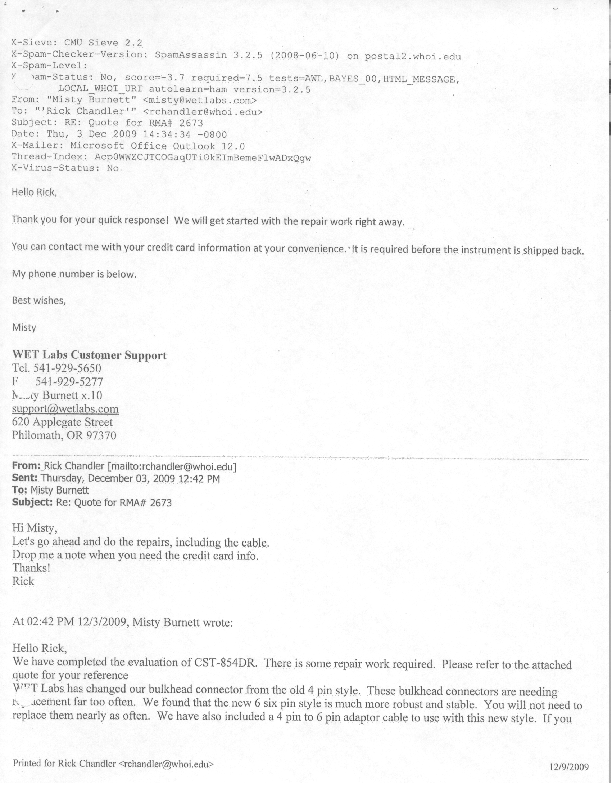 X-Sieve: CMU Sieve 2.2
X-Spam-Checker-Version: SpamAssassin 3.2.5 (2008-06-10) on postal2.whoi.edu
X-Spam-Level:
am-Status: No, score=-3.7 required=7.5 tests=AWL,BAYES_00,HTML_MESSAGE,
LOCAL_WHOI_URI autolearn=ham version=3.2.5
From: "Misty Burnett" <misty@wetlabs.com>
To: "'Rick Chandler'" <rchandler@whoi.edu>
Subject: RE: Quote for RMA# 2673
Date: Thu, 3 Dec 2009 14:34:34 -0800
X-Mailer: Microsoft Office Outlook 12.0
Thread-Index:
X-Virus-Status: No
Hello Rick,
Thank you for your quick response! We will get started with the repair work right away.
You can contact me with your credit card information at your convenience. It is required before the instrument is shipped back.
My phone number is below.
Best wishes,
Misty
WET Labs Customer Support
Tel. 541-929-5650
F 541-929-5277
M y Burnett x.10
support@wetlabs.com
620 Applegate Street
Philomath, OR 97370
From: Rick Chandler [mailto:rchandler@whoi.edu]
Sent: Thursday, December 03, 2009 12:42 PM
To: Misty Burnett
Subject: Re: Quote for RMA# 2673
Hi Misty,
Let's go ahead and do the repairs, including the cable.
Drop me a note when you need the credit card info.
Thanks!
Rick
At 02:42 PM 12/3/2009, Misty Burnett wrote:
Hello Rick,
We have completed the evaluation of CST-854DR. There is some repair work required. Please refer to the attached
quote for your reference
W T Labs has changed our bulkhead connector from the old 4 pin style. These bulkhead connectors are needing
r acement far too often. We found that the new 6 six pin style is much more robust and stable. You will not need to
replace them nearly as often. We have also included a 4 pin to 6 pin adaptor cable to use with this new style. If you
Printed for Rick Chandler <rchandler@whoi.edu>
12/9/2009